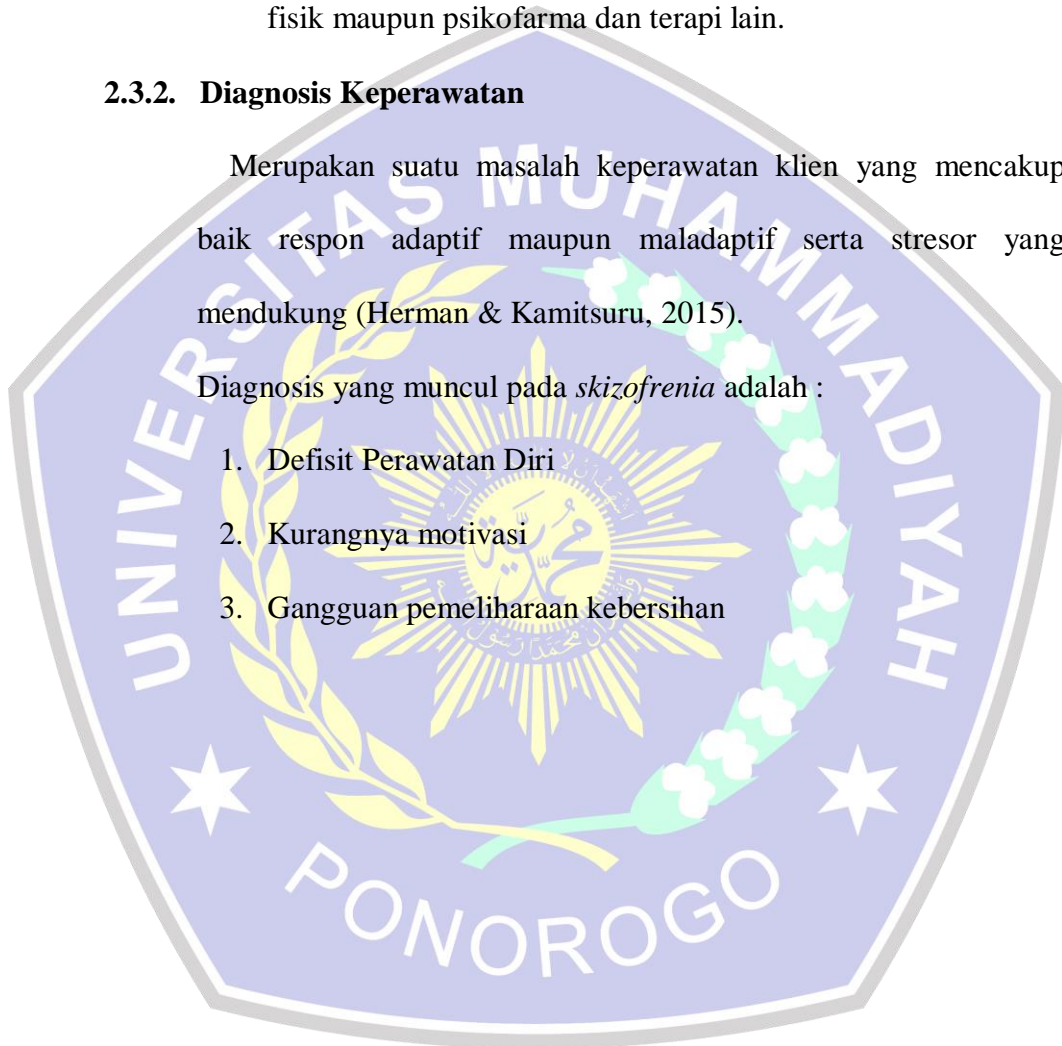 fisik maupun psikofarma dan terapi lain.
2.3.2. Diagnosis Keperawatan
Merupakan suatu masalah keperawatan klien yang mencakup
baik respon adaptif maupun maladaptif serta stresor yang
mendukung (Herman & Kamitsuru, 2015).
Diagnosis yang muncul pada skizofrenia adalah :
1. Defisit Perawatan Diri
2. Kurangnya motivasi
3. Gangguan pemeliharaan kebersihan
UNIVERSITAS MUHAMMADIYAH
PONOROGO